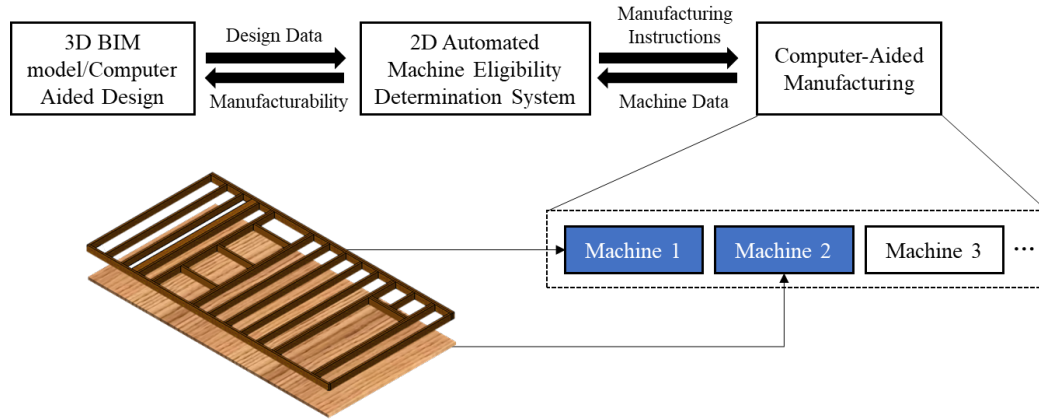 3D BIM
model/Computer
Aided Design
Design Data
Manufacturability
2D Automated
Machine Eligibility
Determination System
Manufacturing
Instructions
Machine Data
Computer-Aided
Manufacturing
Machine 1
Machine 2
Machine 3
...